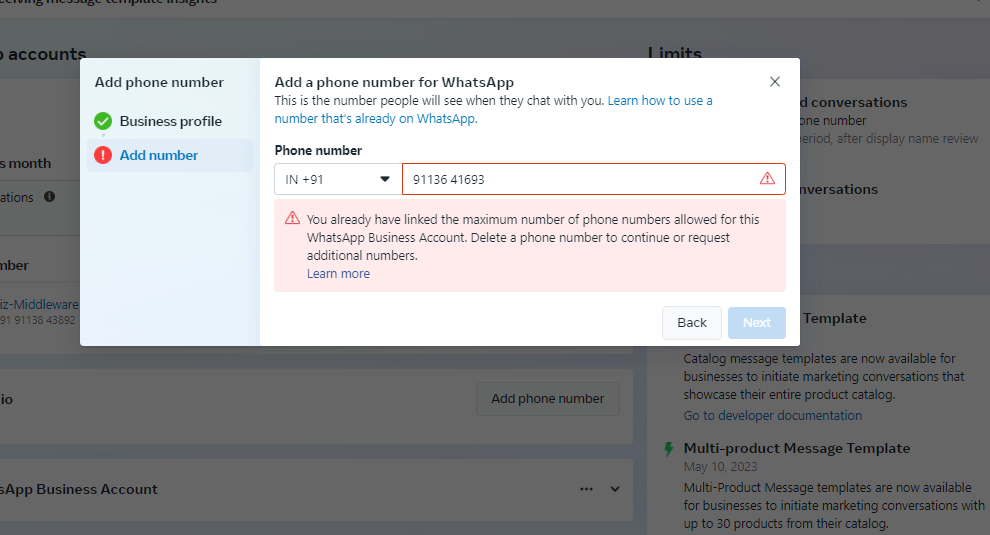 eceiving message template insights
o accounts
Limits
Add phone number
Business profile
Add number
Add a phone number for WhatsApp
This is the number people will see when they chat with you. Learn how to use a
number that's already on WhatsApp.
Phone number
IN +91
91136 41693
You already have linked the maximum number of phone numbers allowed for this
WhatsApp Business Account. Delete a phone number to continue or request
additional numbers.
Learn more
Back
Next
s month
ations
mber
iz-Middleware
91 91138 43892
d conversations
one number
eriod, after display name review
nversations
Template
Catalog message templates are now available for
businesses to initiate marketing conversations that
showcase their entire product catalog.
Go to developer documentation
io
Add phone number
Multi-product Message Template
May 10, 2023
Multi-Product Message templates are now available
for businesses to initiate marketing conversations with
up to 30 products from their catalog.
sApp Business Account